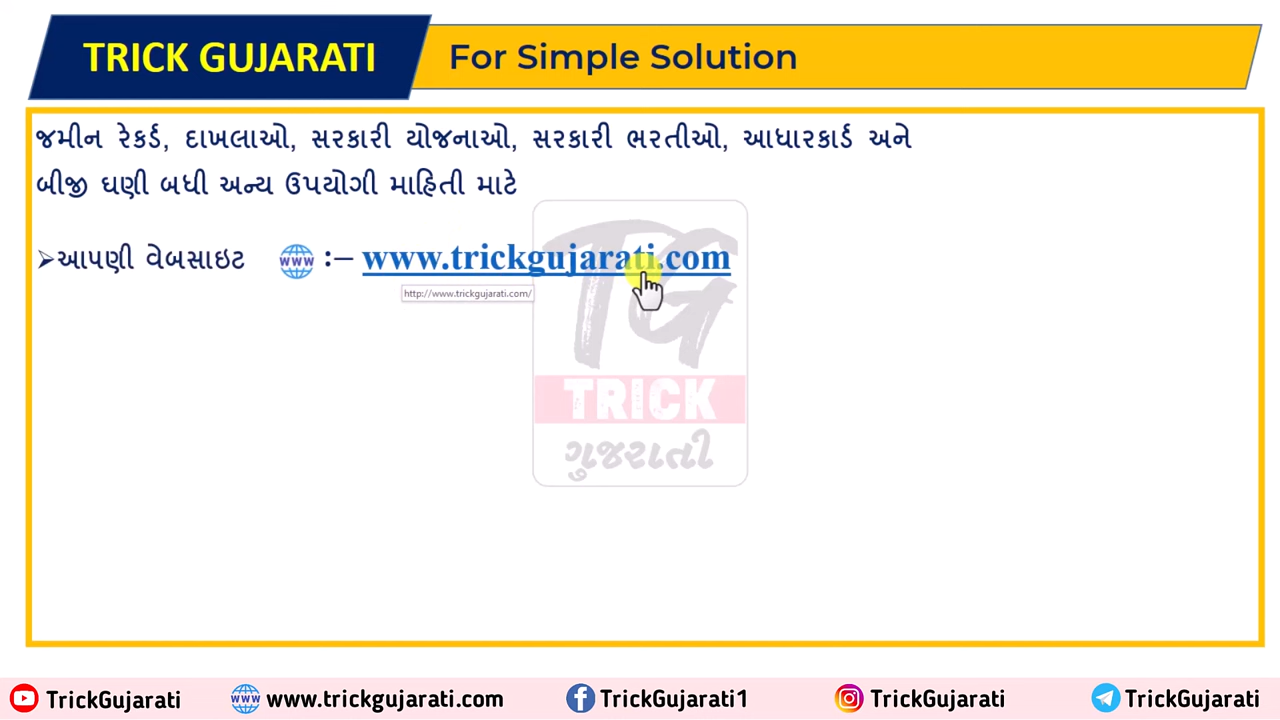 TRICK GUJARATI
For Simple Solution
જમીન રેકર્ડ, દાખલાઓ, સરકારી યોજનાઓ, સરકારી ભરતીઓ, આધારકાર્ડ અને
બીજી ઘણી બધી અન્ય ઉપયોગી માહિતી માટે
➢આપણી વેબસાઇટ www :– www.trickgujarati.com
http://www.trickgujarati.com/
TG
TRICK
ગુજરાતી
TrickGujarati www.trickgujarati.com TrickGujarati1 TrickGujarati TrickGujarati